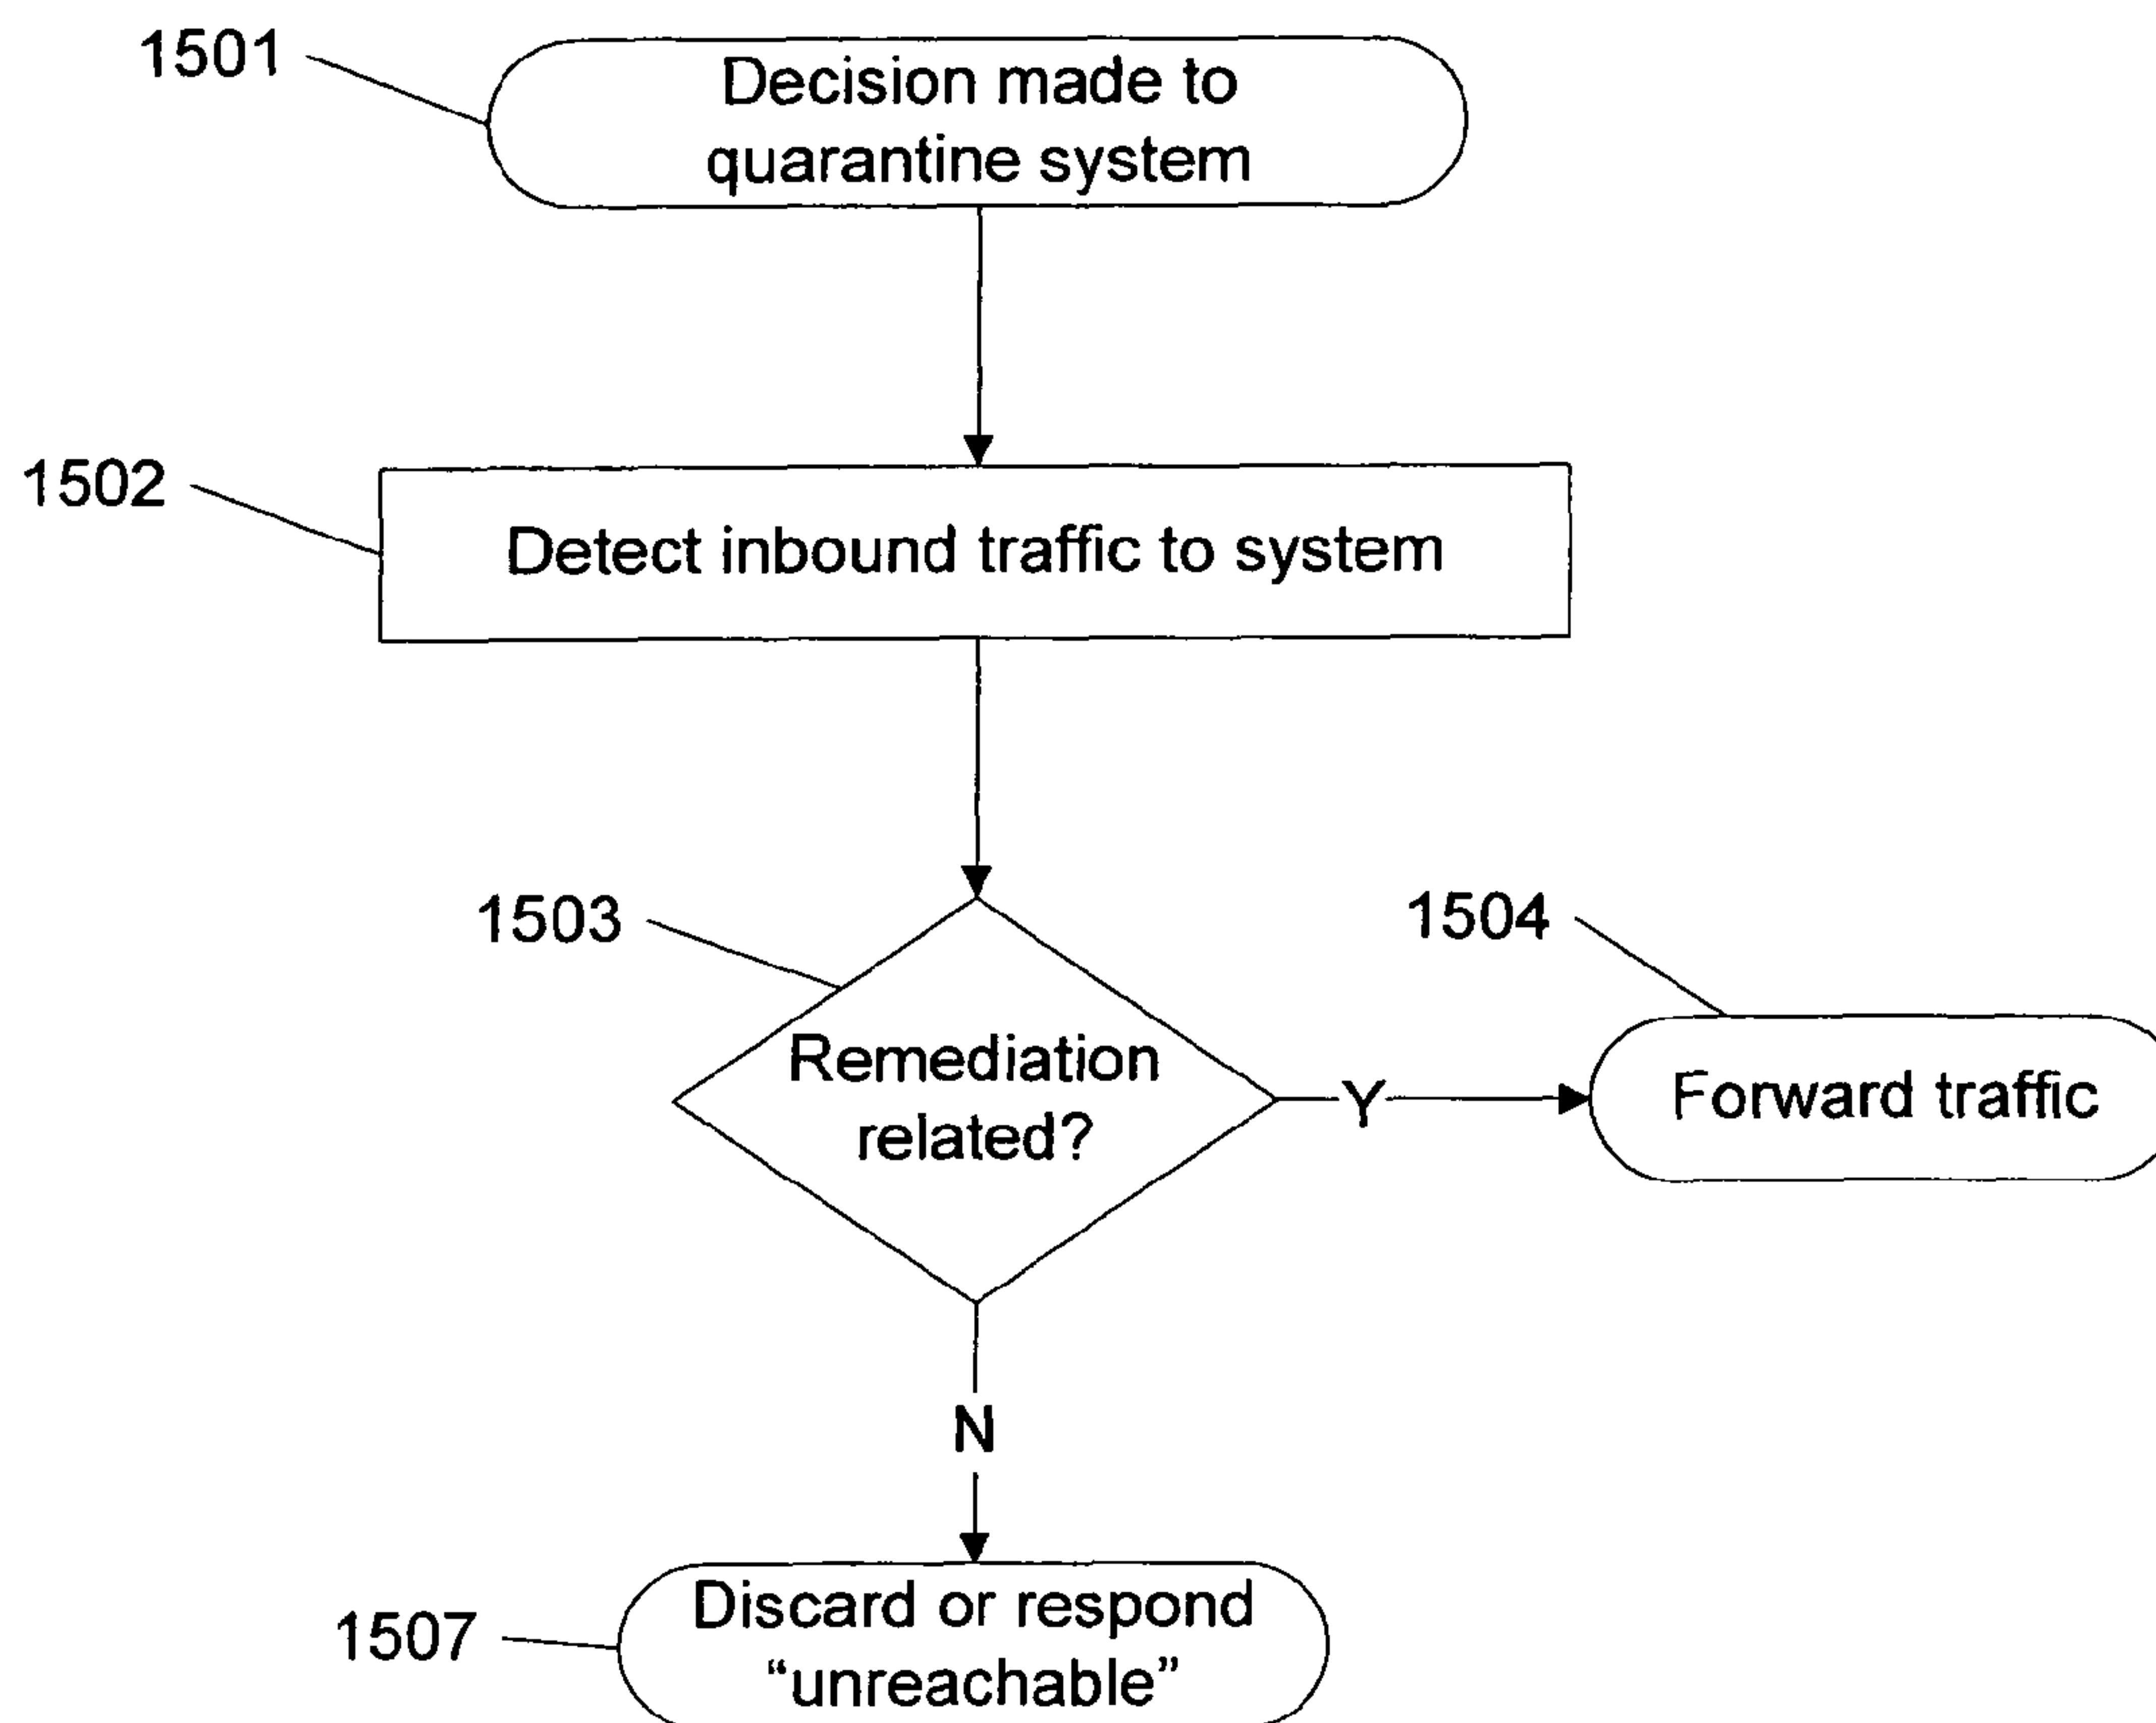 1501
Decision made to
quarantine system
1502
Detect inbound traffic to system
1503
1504
Remediation
related?
Y
Forward traffic
N
1507
Discard or respond
“unreachable”